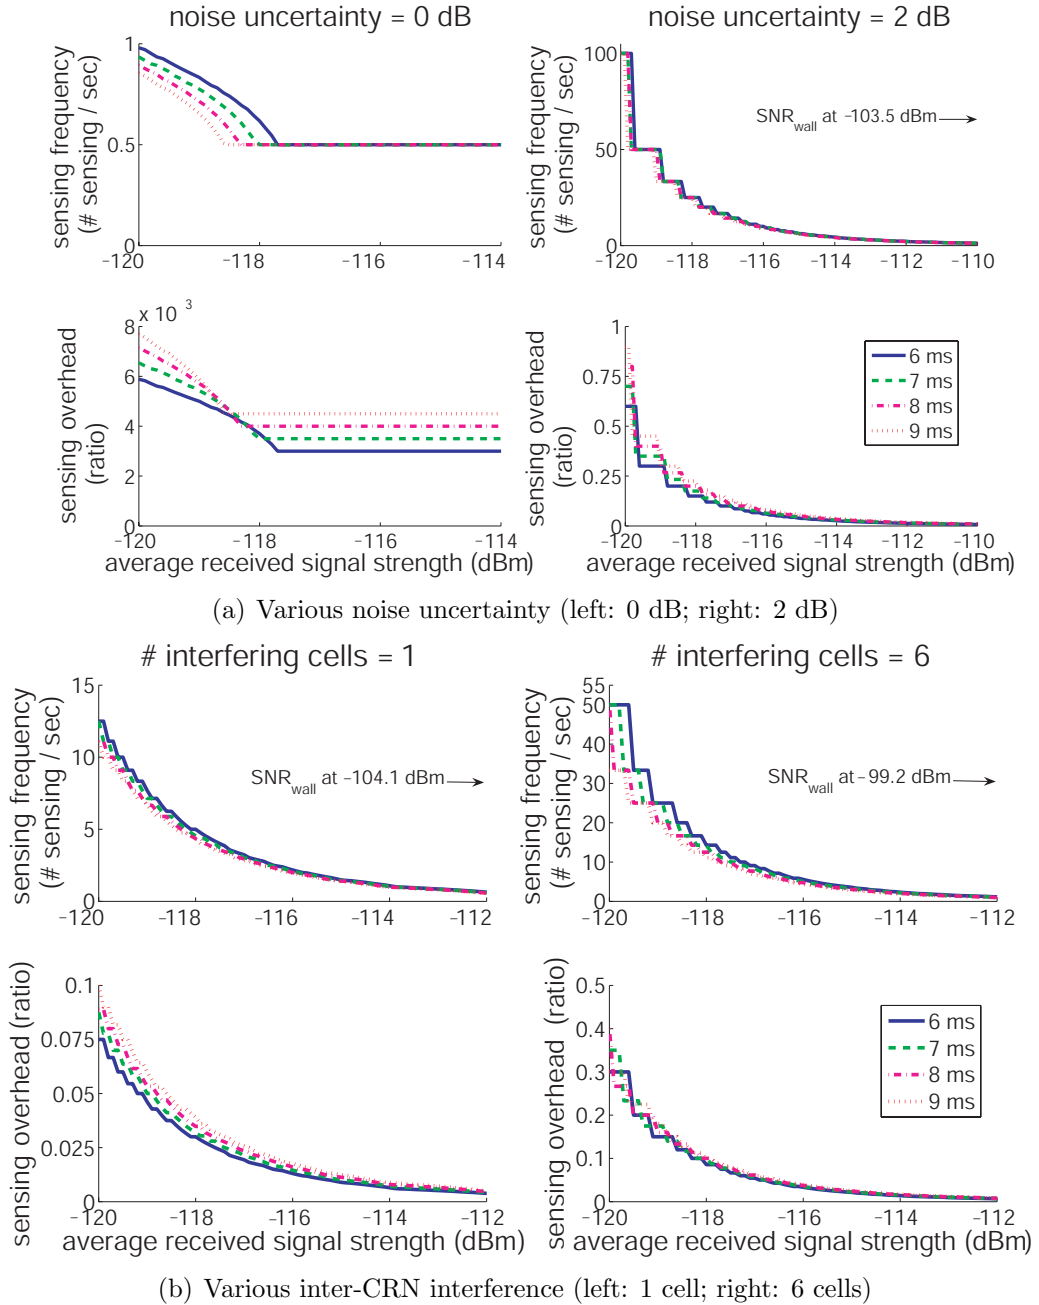 noise uncertainty = 0 dB
noise uncertainty = 2 dB
sensing frequency
(# sensing / sec)
1
0.5
0
-120
-118
-116
-114
sensing frequency
(# sensing / sec)
100
50
0
SNR_wall at -103.5 dBm
-120
-118
-116
-114
-112
-110
sensing overhead
(ratio)
x 10 3
8
6
4
2
0
-120
-118
-116
-114
average received signal strength (dBm)
sensing overhead
(ratio)
1
0.75
0.5
0.25
0
6 ms
7 ms
8 ms
9 ms
-120
-118
-116
-114
-112
-110
average received signal strength (dBm)
(a) Various noise uncertainty (left: 0 dB; right: 2 dB)
# interfering cells = 1
# interfering cells = 6
sensing frequency
(# sensing / sec)
15
10
5
0
SNR_wall at -104.1 dBm
-120
-118
-116
-114
-112
sensing frequency
(# sensing / sec)
55
50
40
30
20
10
0
SNR_wall at -99.2 dBm
-120
-118
-116
-114
-112
sensing overhead (ratio)
0.1
0.075
0.05
0.025
0
-120
-118
-116
-114
-112
average received signal strength (dBm)
sensing overhead (ratio)
0.5
0.4
0.3
0.2
0.1
0
6 ms
7 ms
8 ms
9 ms
-120
-118
-116
-114
-112
average received signal strength (dBm)
(b) Various inter-CRN interference (left: 1 cell; right: 6 cells)